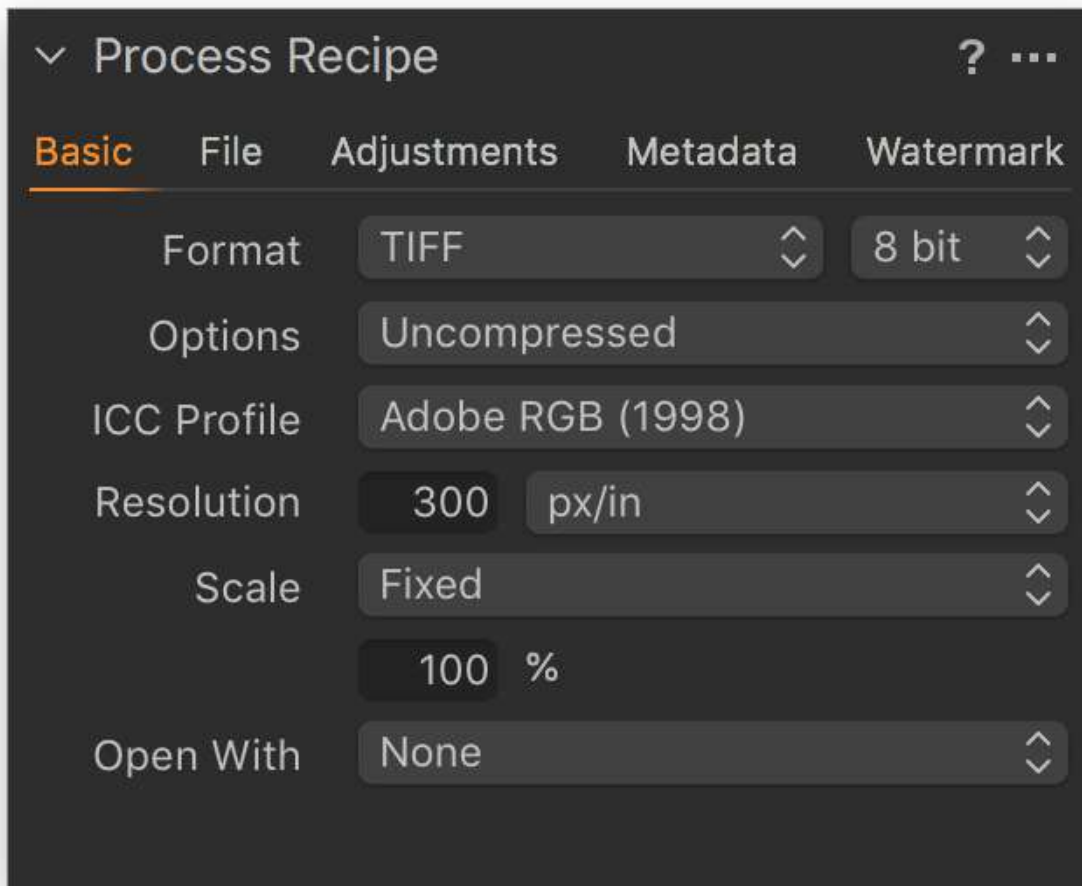 Process Recipe ? ...
Basic File Adjustments Metadata Watermark
Format TIFF 8 bit
Options Uncompressed
ICC Profile Adobe RGB (1998)
Resolution 300 px/in
Scale Fixed
100 %
Open With None